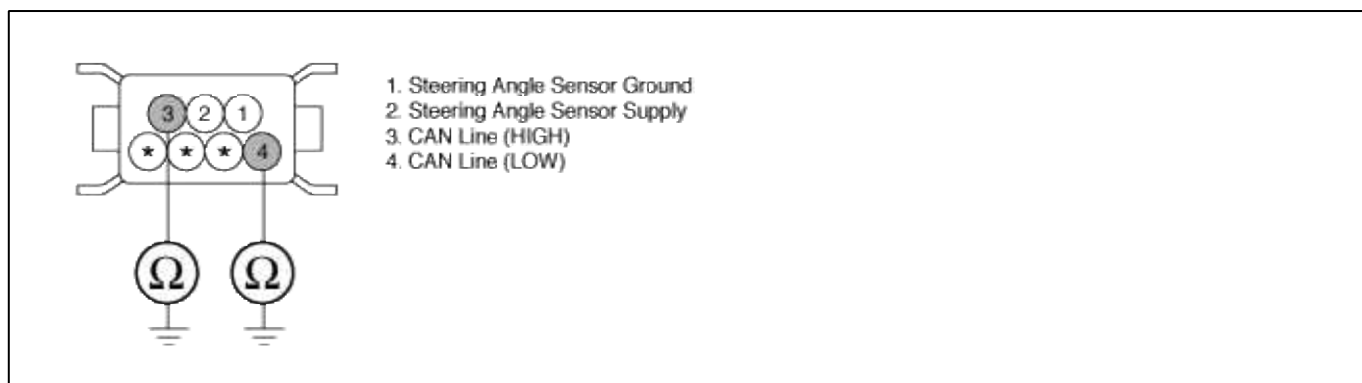 3 2 1
* * * 4
1. Steering Angle Sensor Ground
2. Steering Angle Sensor Supply
3. CAN Line (HIGH)
4. CAN Line (LOW)
Ω Ω